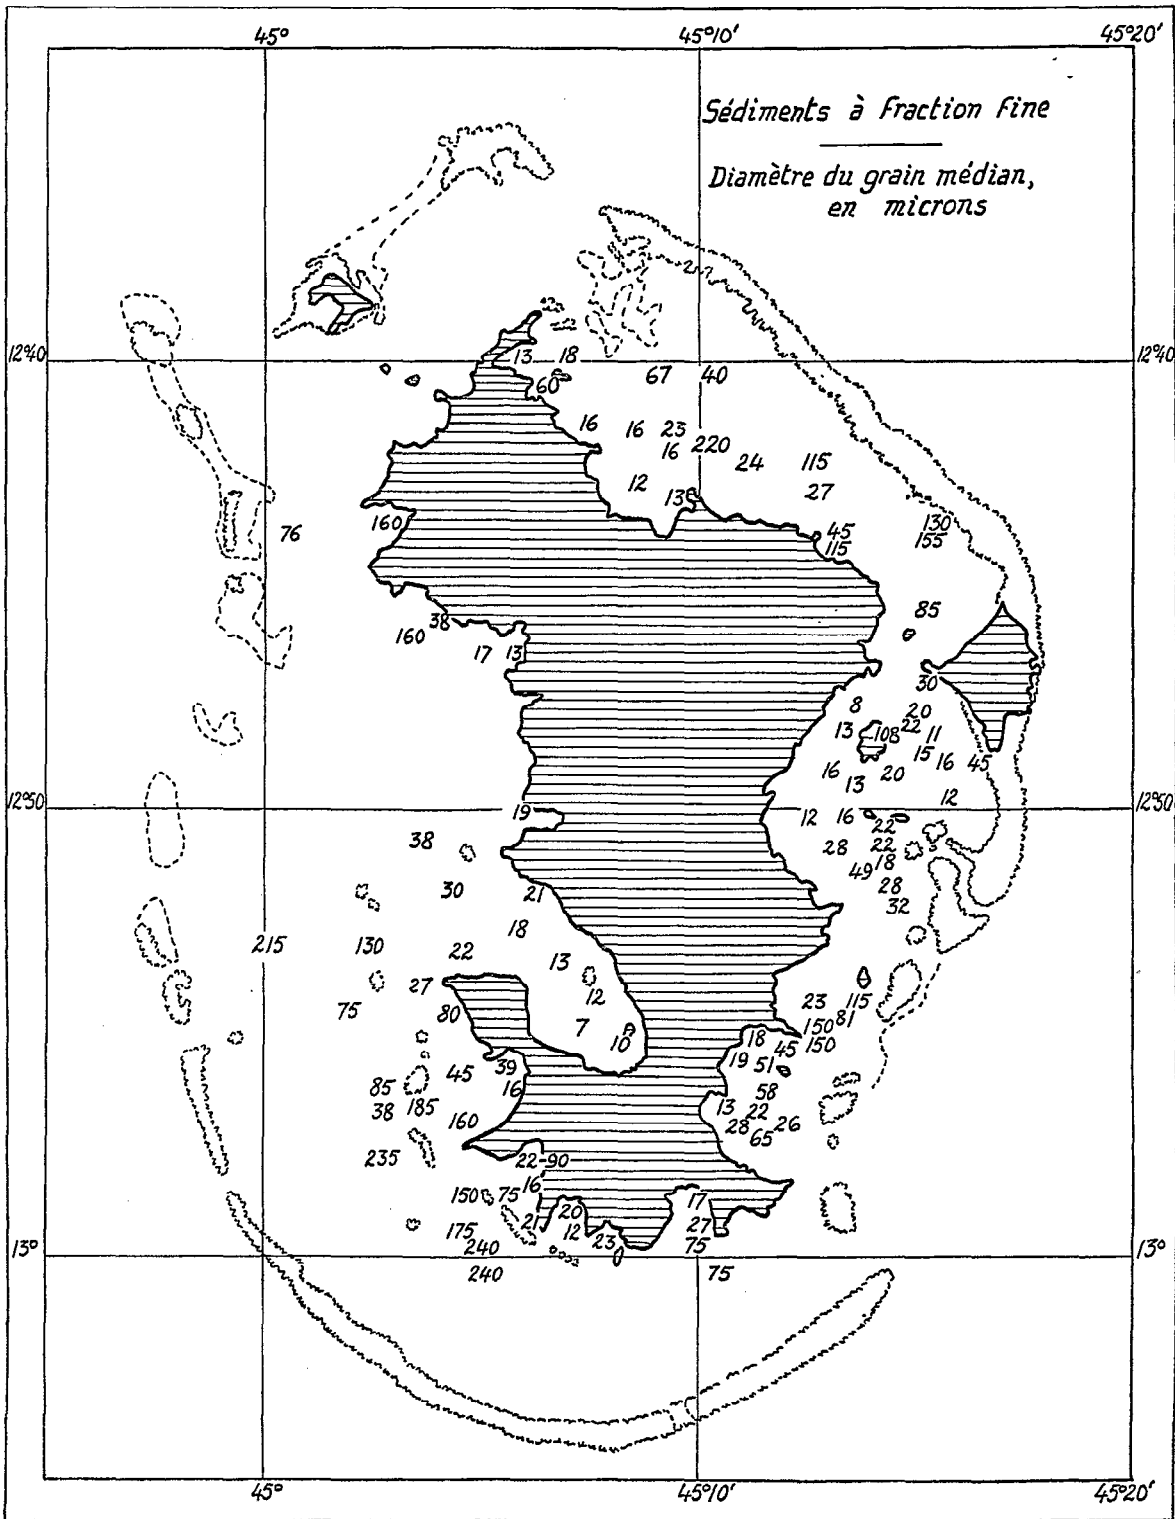 45° 45°10' 45°20'
Sédiments à fraction fine
Diamètre du grain médian,
en microns
12°40 13 18 12°40
60 67 40
16 16 23
16 220
24 115
12 13 27
160 76
45 130
115 155
85
38
160
17 13
30
8 20
13 108 22 11
15 16 45
16 13 20
12
12°50 19 12 16 12°50
22
38 28 22
18
49
30 21 28
32
18
215 130 22
13
27 12
75 80 23 115
7 150 81
10 18 45 150
39 19 51
45
85 16 58
38 185 13 22
160 28 26
65
235 22-90
16
150 75 17
21 20
175 12 27
240 23 75
13° 13°
240 75
45° 45°10' 45°20'